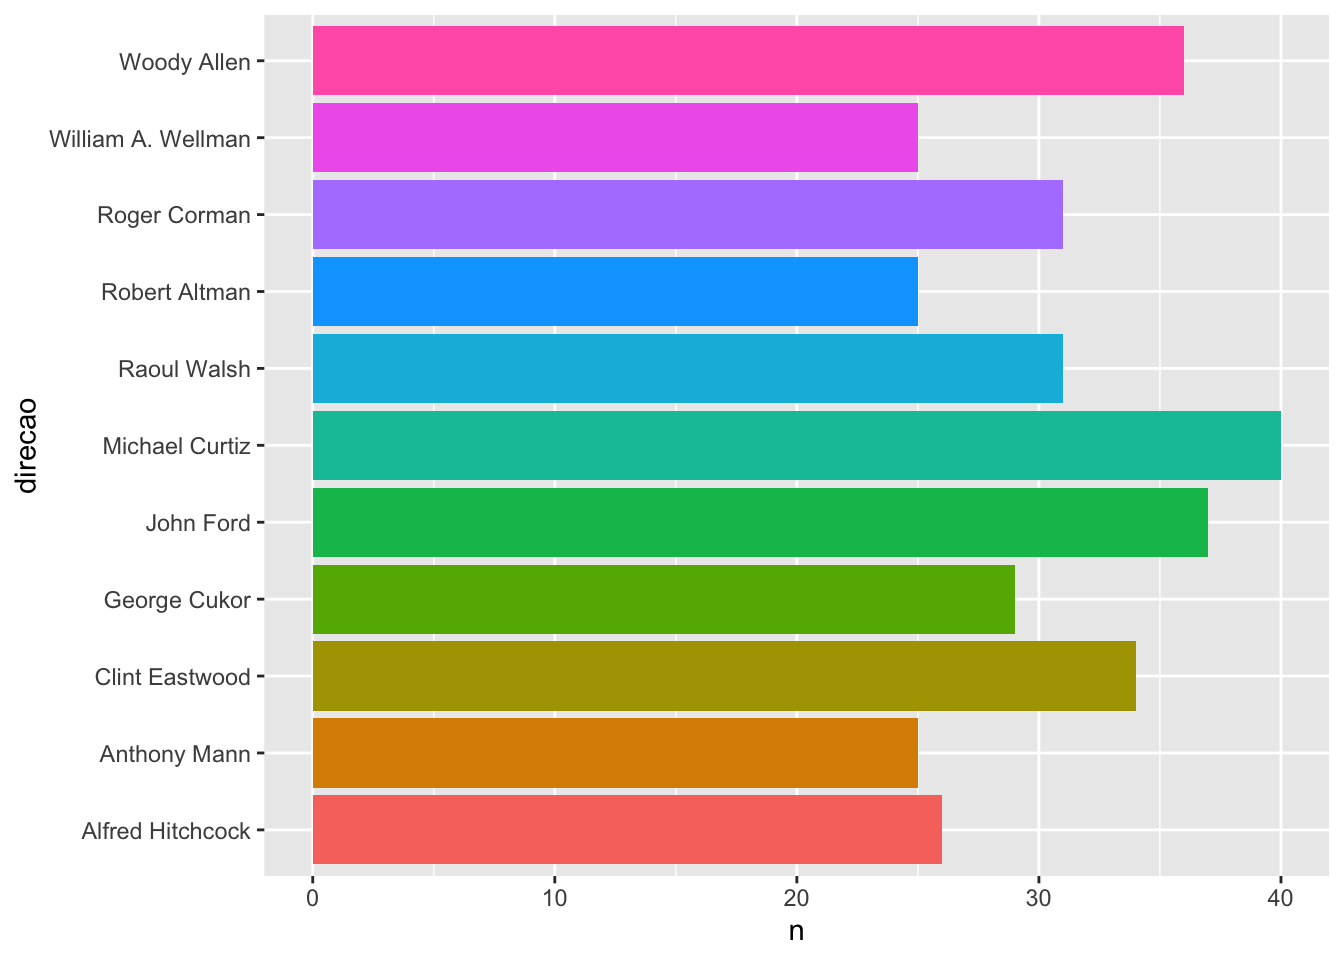 Woody Allen
William A. Wellman
Roger Corman
Robert Altman
Raoul Walsh
Michael Curtiz
John Ford
George Cukor
Clint Eastwood
Anthony Mann
Alfred Hitchcock
direcao
0 10 20 30 40
n